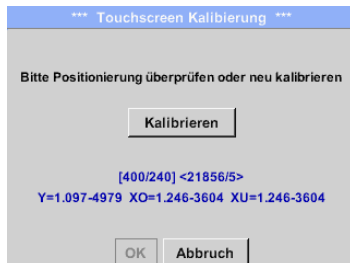 *** Touchscreen Kalibierung ***
Bitte Positionierung überprüfen oder neu kalibrieren
Kalibrieren
[400/240] <21856/5>
Y=1.097-4979 XO=1.246-3604 XU=1.246-3604
OK Abbruch